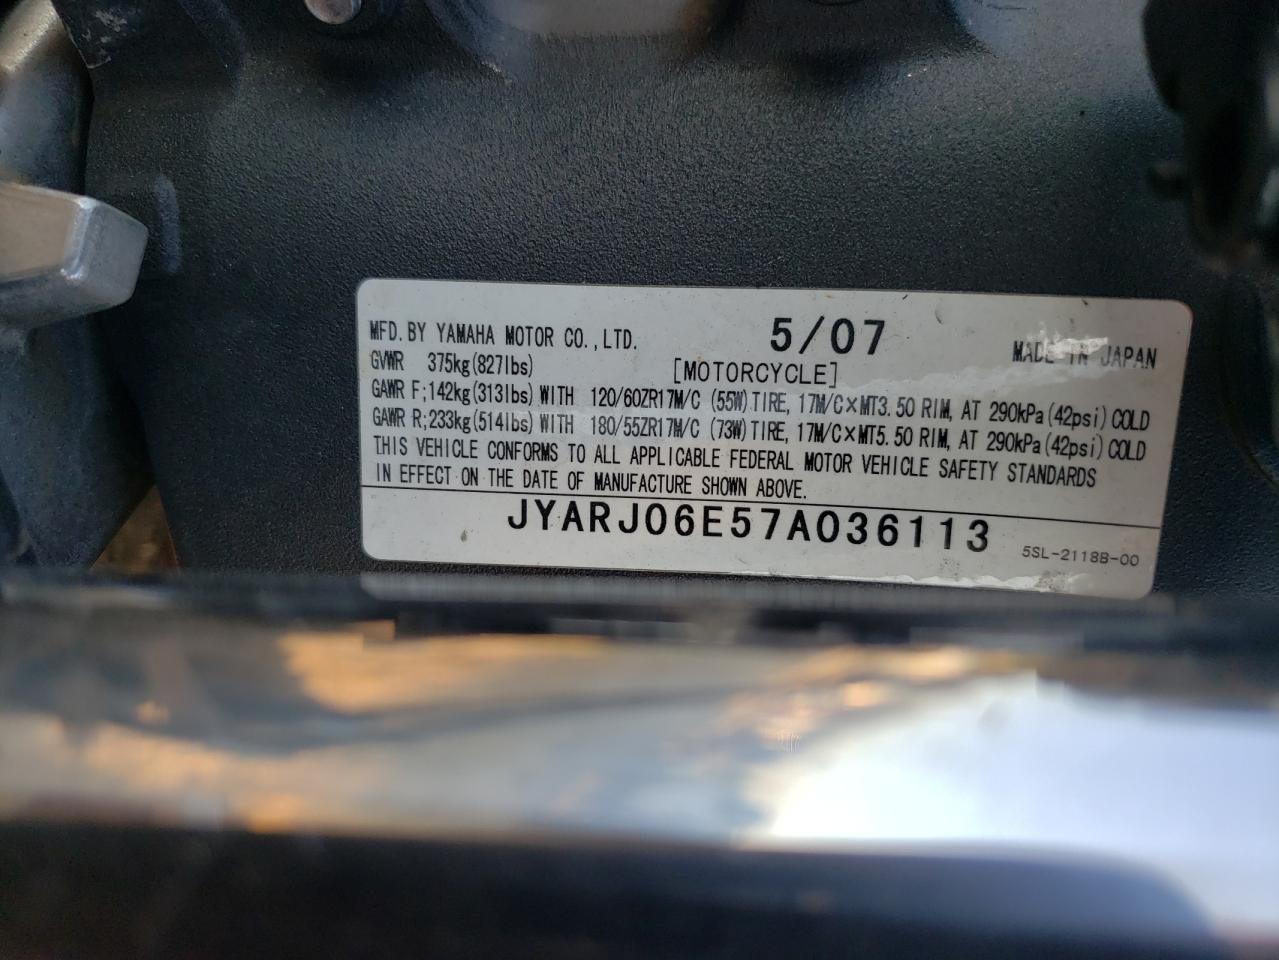 MFD. BY YAMAHA MOTOR CO., LTD. 5/07 MADE IN JAPAN
GVWR 375kg(827lbs) [MOTORCYCLE]
GAWR F;142kg(313lbs) WITH 120/60ZR17M/C (55W) TIRE, 17M/C×MT3.50 RIM, AT 290kPa(42psi) COLD
GAWR R;233kg(514lbs) WITH 180/55ZR17M/C (73W) TIRE, 17M/C×MT5.50 RIM, AT 290kPa(42psi) COLD
THIS VEHICLE CONFORMS TO ALL APPLICABLE FEDERAL MOTOR VEHICLE SAFETY STANDARDS
IN EFFECT ON THE DATE OF MANUFACTURE SHOWN ABOVE.
JYARJ06E57A036113
5SL-2118B-00